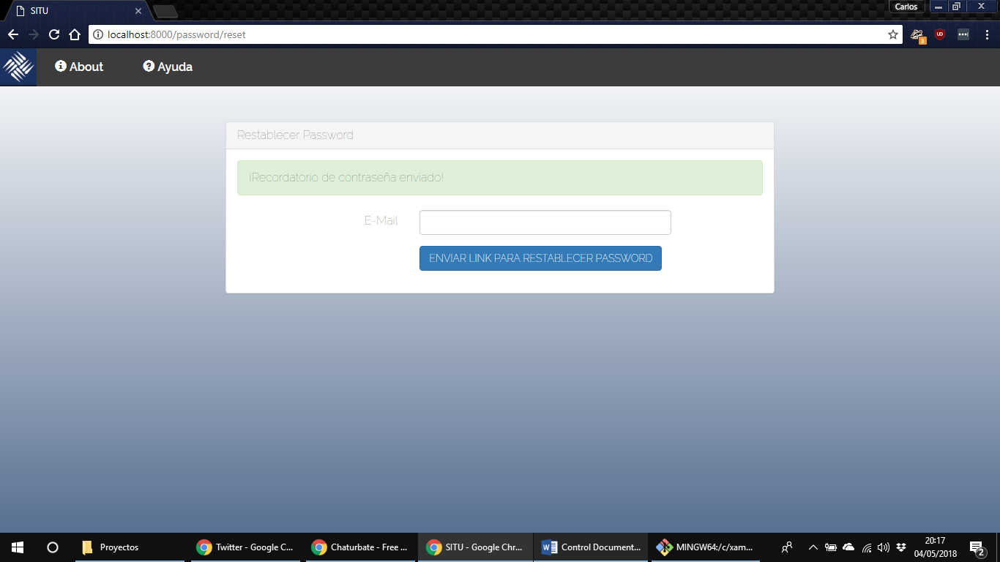 SITU
Carlos
localhost:8000/password/reset
3
UD
About
Ayuda
Restablecer Password
¡Recordatorio de contraseña enviado!
E-Mail
ENVIAR LINK PARA RESTABLECER PASSWORD
Proyectos
Twitter - Google C...
Chaturbate - Free ...
SITU - Google Chr...
Control Document...
MINGW64:/c/xam...
20:17
04/05/2018
2